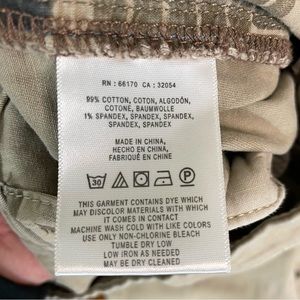 RN : 66170 CA : 32054
99% COTTON, COTON, ALGODÓN,
COTONE, BAUMWOLLE
1% SPANDEX, SPANDEX, SPANDEX,
SPANDEX, SPANDEX
MADE IN CHINA,
HECHO EN CHINA,
FABRIQUÉ EN CHINE
30
P
THIS GARMENT CONTAINS DYE WHICH
MAY DISCOLOR MATERIALS WITH WHICH
IT COMES IN CONTACT
MACHINE WASH COLD WITH LIKE COLORS
USE ONLY NON-CHLORINE BLEACH
TUMBLE DRY LOW
LOW IRON AS NEEDED
MAY BE DRY CLEANED